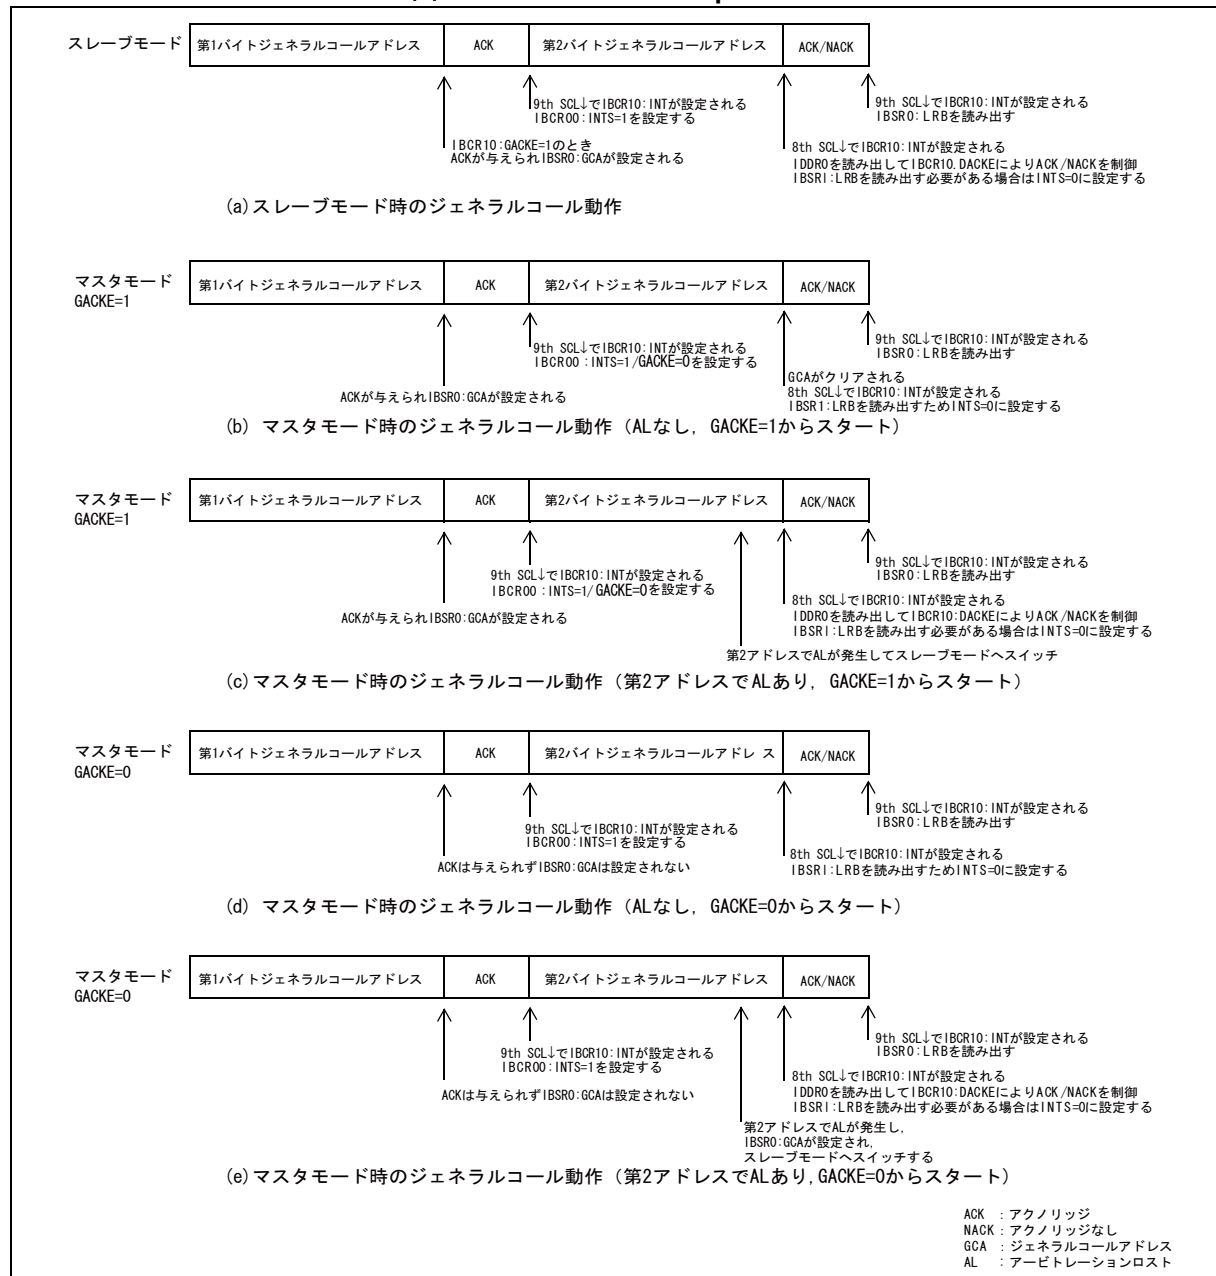 スレーブモード
第1バイトジェネラルコールアドレス
ACK
第2バイトジェネラルコールアドレス
ACK/NACK
9th SCL↓でIBCR10:INTが設定される
IBCR00:INTS=1を設定する
9th SCL↓でIBCR10:INTが設定される
IBSR0:LRBを読み出す
IBCR10:GACKE=1のとき
ACKが与えられIBSR0:GCAが設定される
8th SCL↓でIBCR10:INTが設定される
IDDR0を読み出してIBCR10.DACKEによりACK/NACKを制御
IBSR1:LRBを読み出す必要がある場合はINTS=0に設定する
(a)スレーブモード時のジェネラルコール動作
マスタモード
GACKE=1
第1バイトジェネラルコールアドレス
ACK
第2バイトジェネラルコールアドレス
ACK/NACK
9th SCL↓でIBCR10:INTが設定される
IBCR00:INTS=1/GACKE=0を設定する
9th SCL↓でIBCR10:INTが設定される
IBSR0:LRBを読み出す
ACKが与えられIBSR0:GCAが設定される
GCAがクリアされる
8th SCL↓でIBCR10:INTが設定される
IBSR1:LRBを読み出すためINTS=0に設定する
(b) マスタモード時のジェネラルコール動作（ALなし, GACKE=1からスタート）
マスタモード
GACKE=1
第1バイトジェネラルコールアドレス
ACK
第2バイトジェネラルコールアドレス
ACK/NACK
9th SCL↓でIBCR10:INTが設定される
IBCR00:INTS=1/GACKE=0を設定する
9th SCL↓でIBCR10:INTが設定される
IBSR0:LRBを読み出す
ACKが与えられIBSR0:GCAが設定される
8th SCL↓でIBCR10:INTが設定される
IDDR0を読み出してIBCR10:DACKEによりACK/NACKを制御
IBSR1:LRBを読み出す必要がある場合はINTS=0に設定する
第2アドレスでALが発生してスレーブモードへスイッチ
(c)マスタモード時のジェネラルコール動作（第2アドレスでALあり, GACKE=1からスタート）
マスタモード
GACKE=0
第1バイトジェネラルコールアドレス
ACK
第2バイトジェネラルコールアドレ ス
ACK/NACK
9th SCL↓でIBCR10:INTが設定される
IBCR00:INTS=1を設定する
9th SCL↓でIBCR10:INTが設定される
IBSR0:LRBを読み出す
ACKは与えられずIBSR0:GCAは設定されない
8th SCL↓でIBCR10:INTが設定される
IBSR1:LRBを読み出すためINTS=0に設定する
(d) マスタモード時のジェネラルコール動作（ALなし, GACKE=0からスタート）
マスタモード
GACKE=0
第1バイトジェネラルコールアドレス
ACK
第2バイトジェネラルコールアドレス
ACK/NACK
9th SCL↓でIBCR10:INTが設定される
IBCR00:INTS=1を設定する
9th SCL↓でIBCR10:INTが設定される
IBSR0:LRBを読み出す
ACKは与えられずIBSR0:GCAは設定されない
8th SCL↓でIBCR10:INTが設定される
IDDR0を読み出してIBCR10:DACKEによりACK/NACKを制御
IBSR1:LRBを読み出す必要がある場合はINTS=0に設定する
第2アドレスでALが発生し,
IBSR0:GCAが設定され,
スレーブモードへスイッチする
(e)マスタモード時のジェネラルコール動作（第2アドレスでALあり,GACKE=0からスタート）
ACK :アクノリッジ
NACK:アクノリッジなし
GCA :ジェネラルコールアドレス
AL :アービトレーションロスト